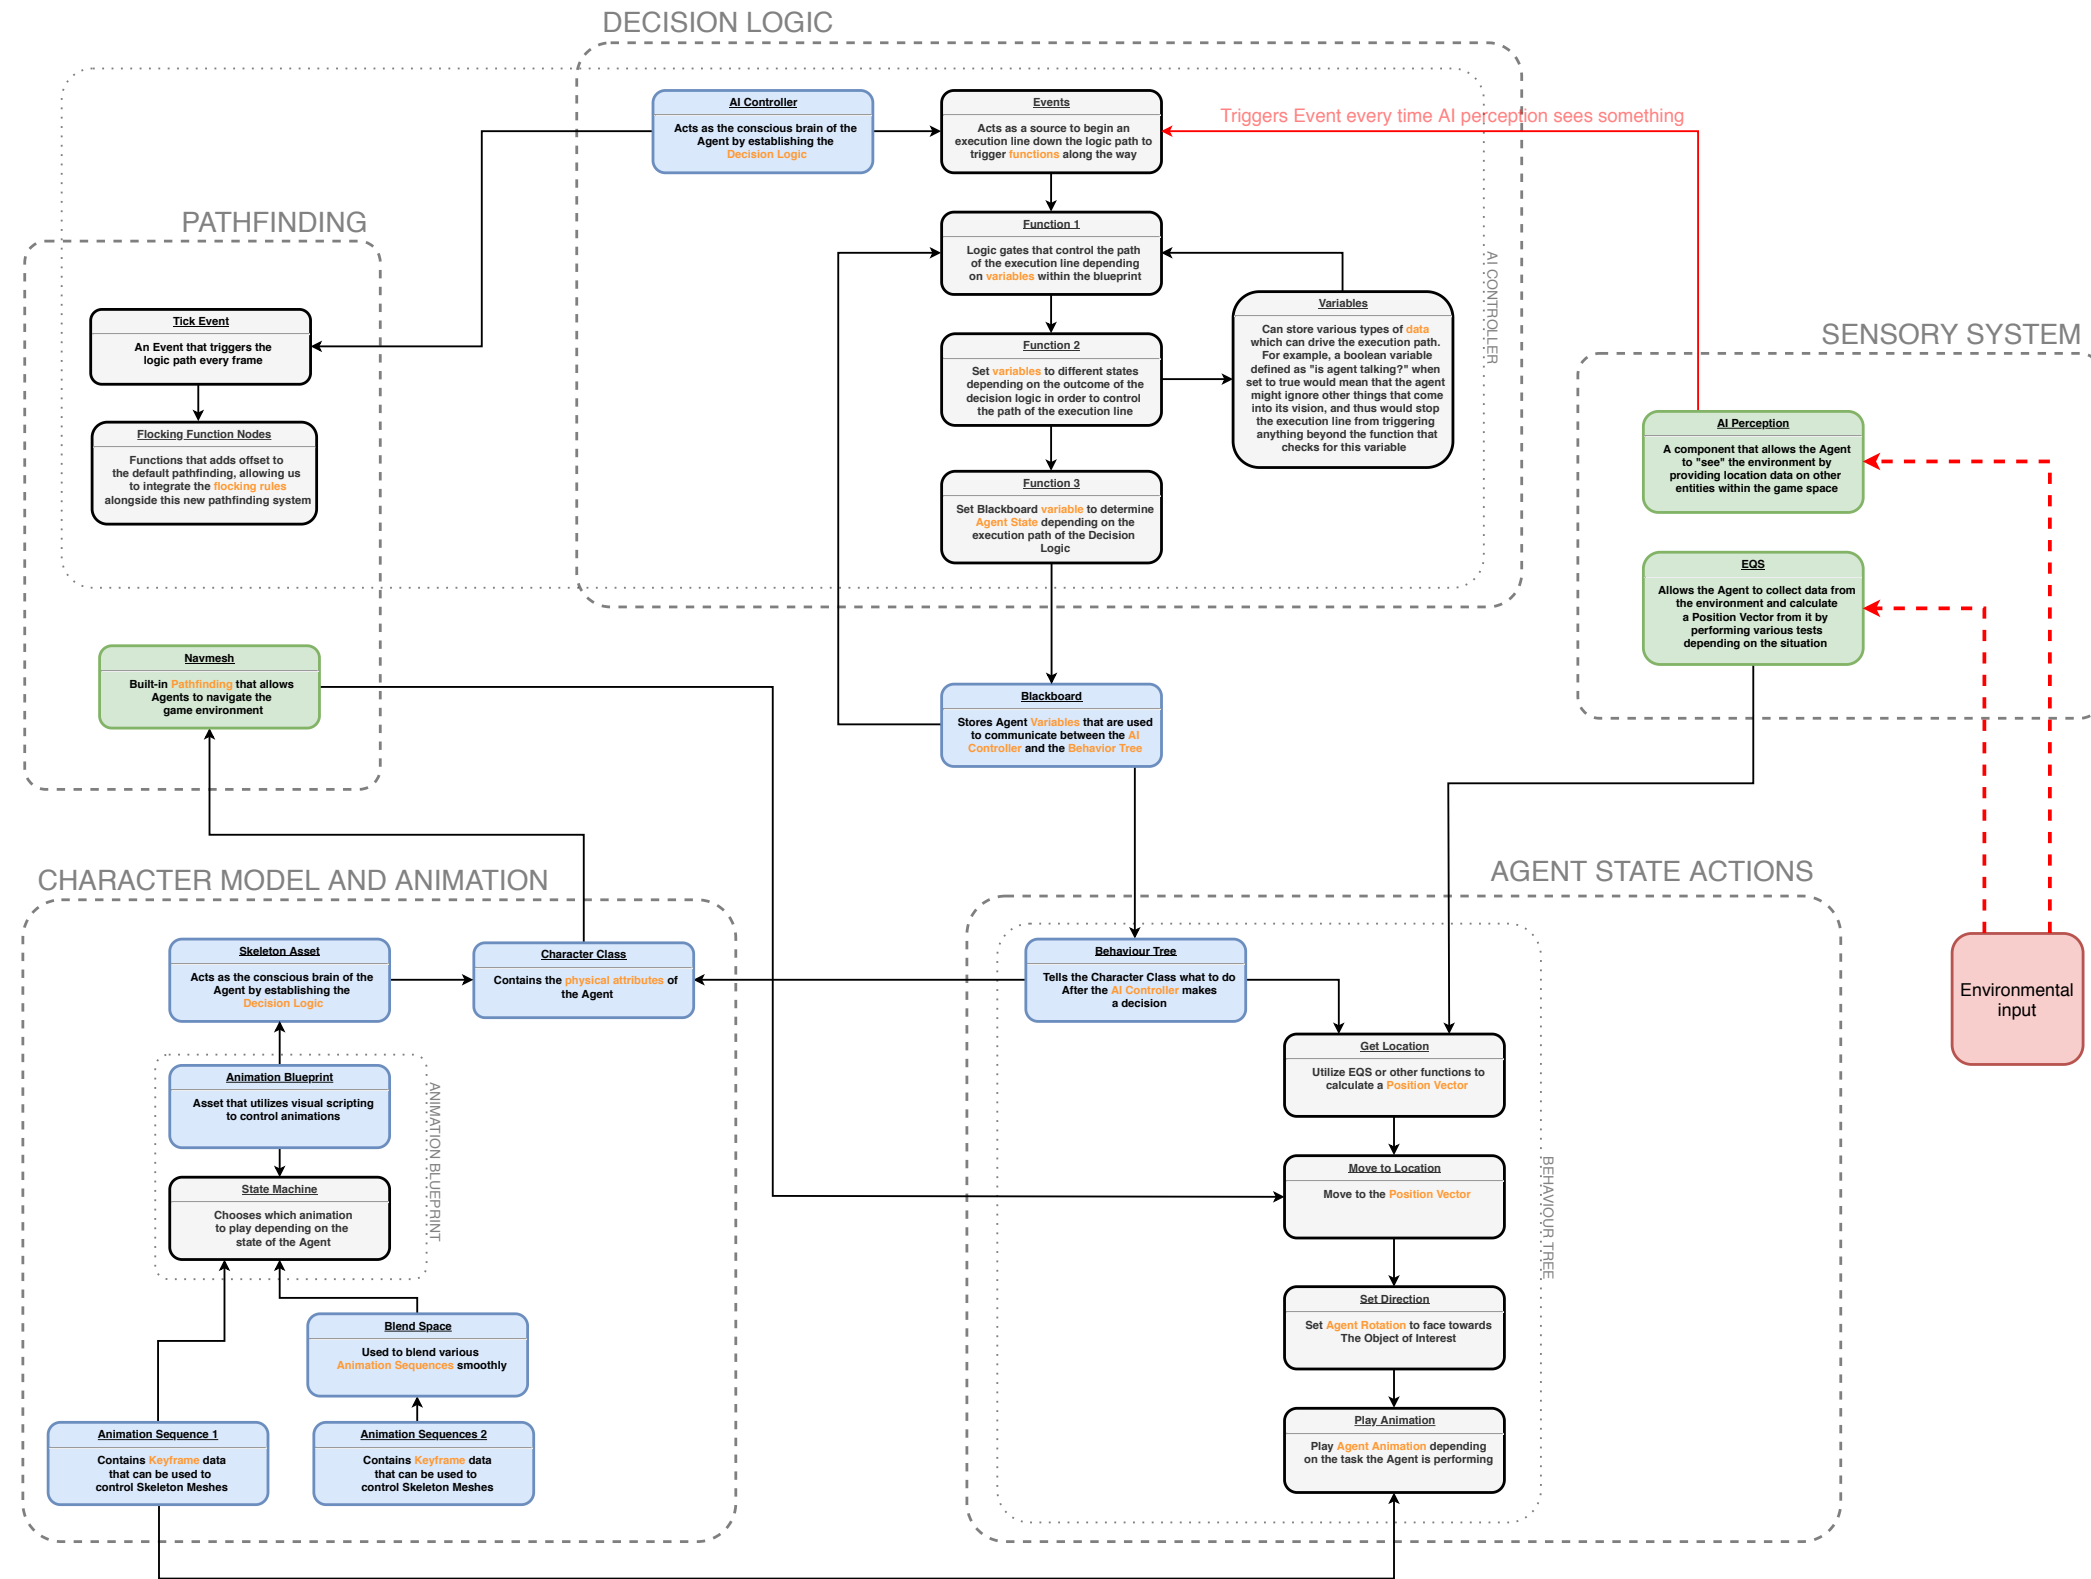 DECISION LOGIC
AI Controller
Acts as the conscious brain of the
Agent by establishing the
Decision Logic
Events
Acts as a source to begin an
execution line down the logic path to
trigger functions along the way
Triggers Event every time AI perception sees something
Function 1
Logic gates that control the path
of the execution line depending
on variables within the blueprint
Function 2
Set variables to different states
depending on the outcome of the
decision logic in order to control
the path of the execution line
Variables
Can store various types of data
which can drive the execution path.
For example, a boolean variable
defined as "is agent talking?" when
set to true would mean that the agent
might ignore other things that come
into its vision, and thus would stop
the execution line from triggering
anything beyond the function that
checks for this variable
Function 3
Set Blackboard variable to determine
Agent State depending on the
execution path of the Decision
Logic
AI CONTROLLER
PATHFINDING
Tick Event
An Event that triggers the
logic path every frame
Flocking Function Nodes
Functions that adds offset to
the default pathfinding, allowing us
to integrate the flocking rules
alongside this new pathfinding system
Navmesh
Built-in Pathfinding that allows
Agents to navigate the
game environment
SENSORY SYSTEM
AI Perception
A component that allows the Agent
to "see" the environment by
providing location data on other
entities within the game space
EQS
Allows the Agent to collect data from
the environment and calculate
a Position Vector from it by
performing various tests
depending on the situation
Blackboard
Stores Agent Variables that are used
to communicate between the AI
Controller and the Behavior Tree
CHARACTER MODEL AND ANIMATION
Skeleton Asset
Acts as the conscious brain of the
Agent by establishing the
Decision Logic
Character Class
Contains the physical attributes of
the Agent
Animation Blueprint
Asset that utilizes visual scripting
to control animations
State Machine
Chooses which animation
to play depending on the
state of the Agent
ANIMATION BLUEPRINT
Blend Space
Used to blend various
Animation Sequences smoothly
Animation Sequence 1
Contains Keyframe data
that can be used to
control Skeleton Meshes
Animation Sequences 2
Contains Keyframe data
that can be used to
control Skeleton Meshes
AGENT STATE ACTIONS
Behaviour Tree
Tells the Character Class what to do
After the AI Controller makes
a decision
Get Location
Utilize EQS or other functions to
calculate a Position Vector
Move to Location
Move to the Position Vector
Set Direction
Set Agent Rotation to face towards
The Object of Interest
Play Animation
Play Agent Animation depending
on the task the Agent is performing
BEHAVIOUR TREE
Environmental
input